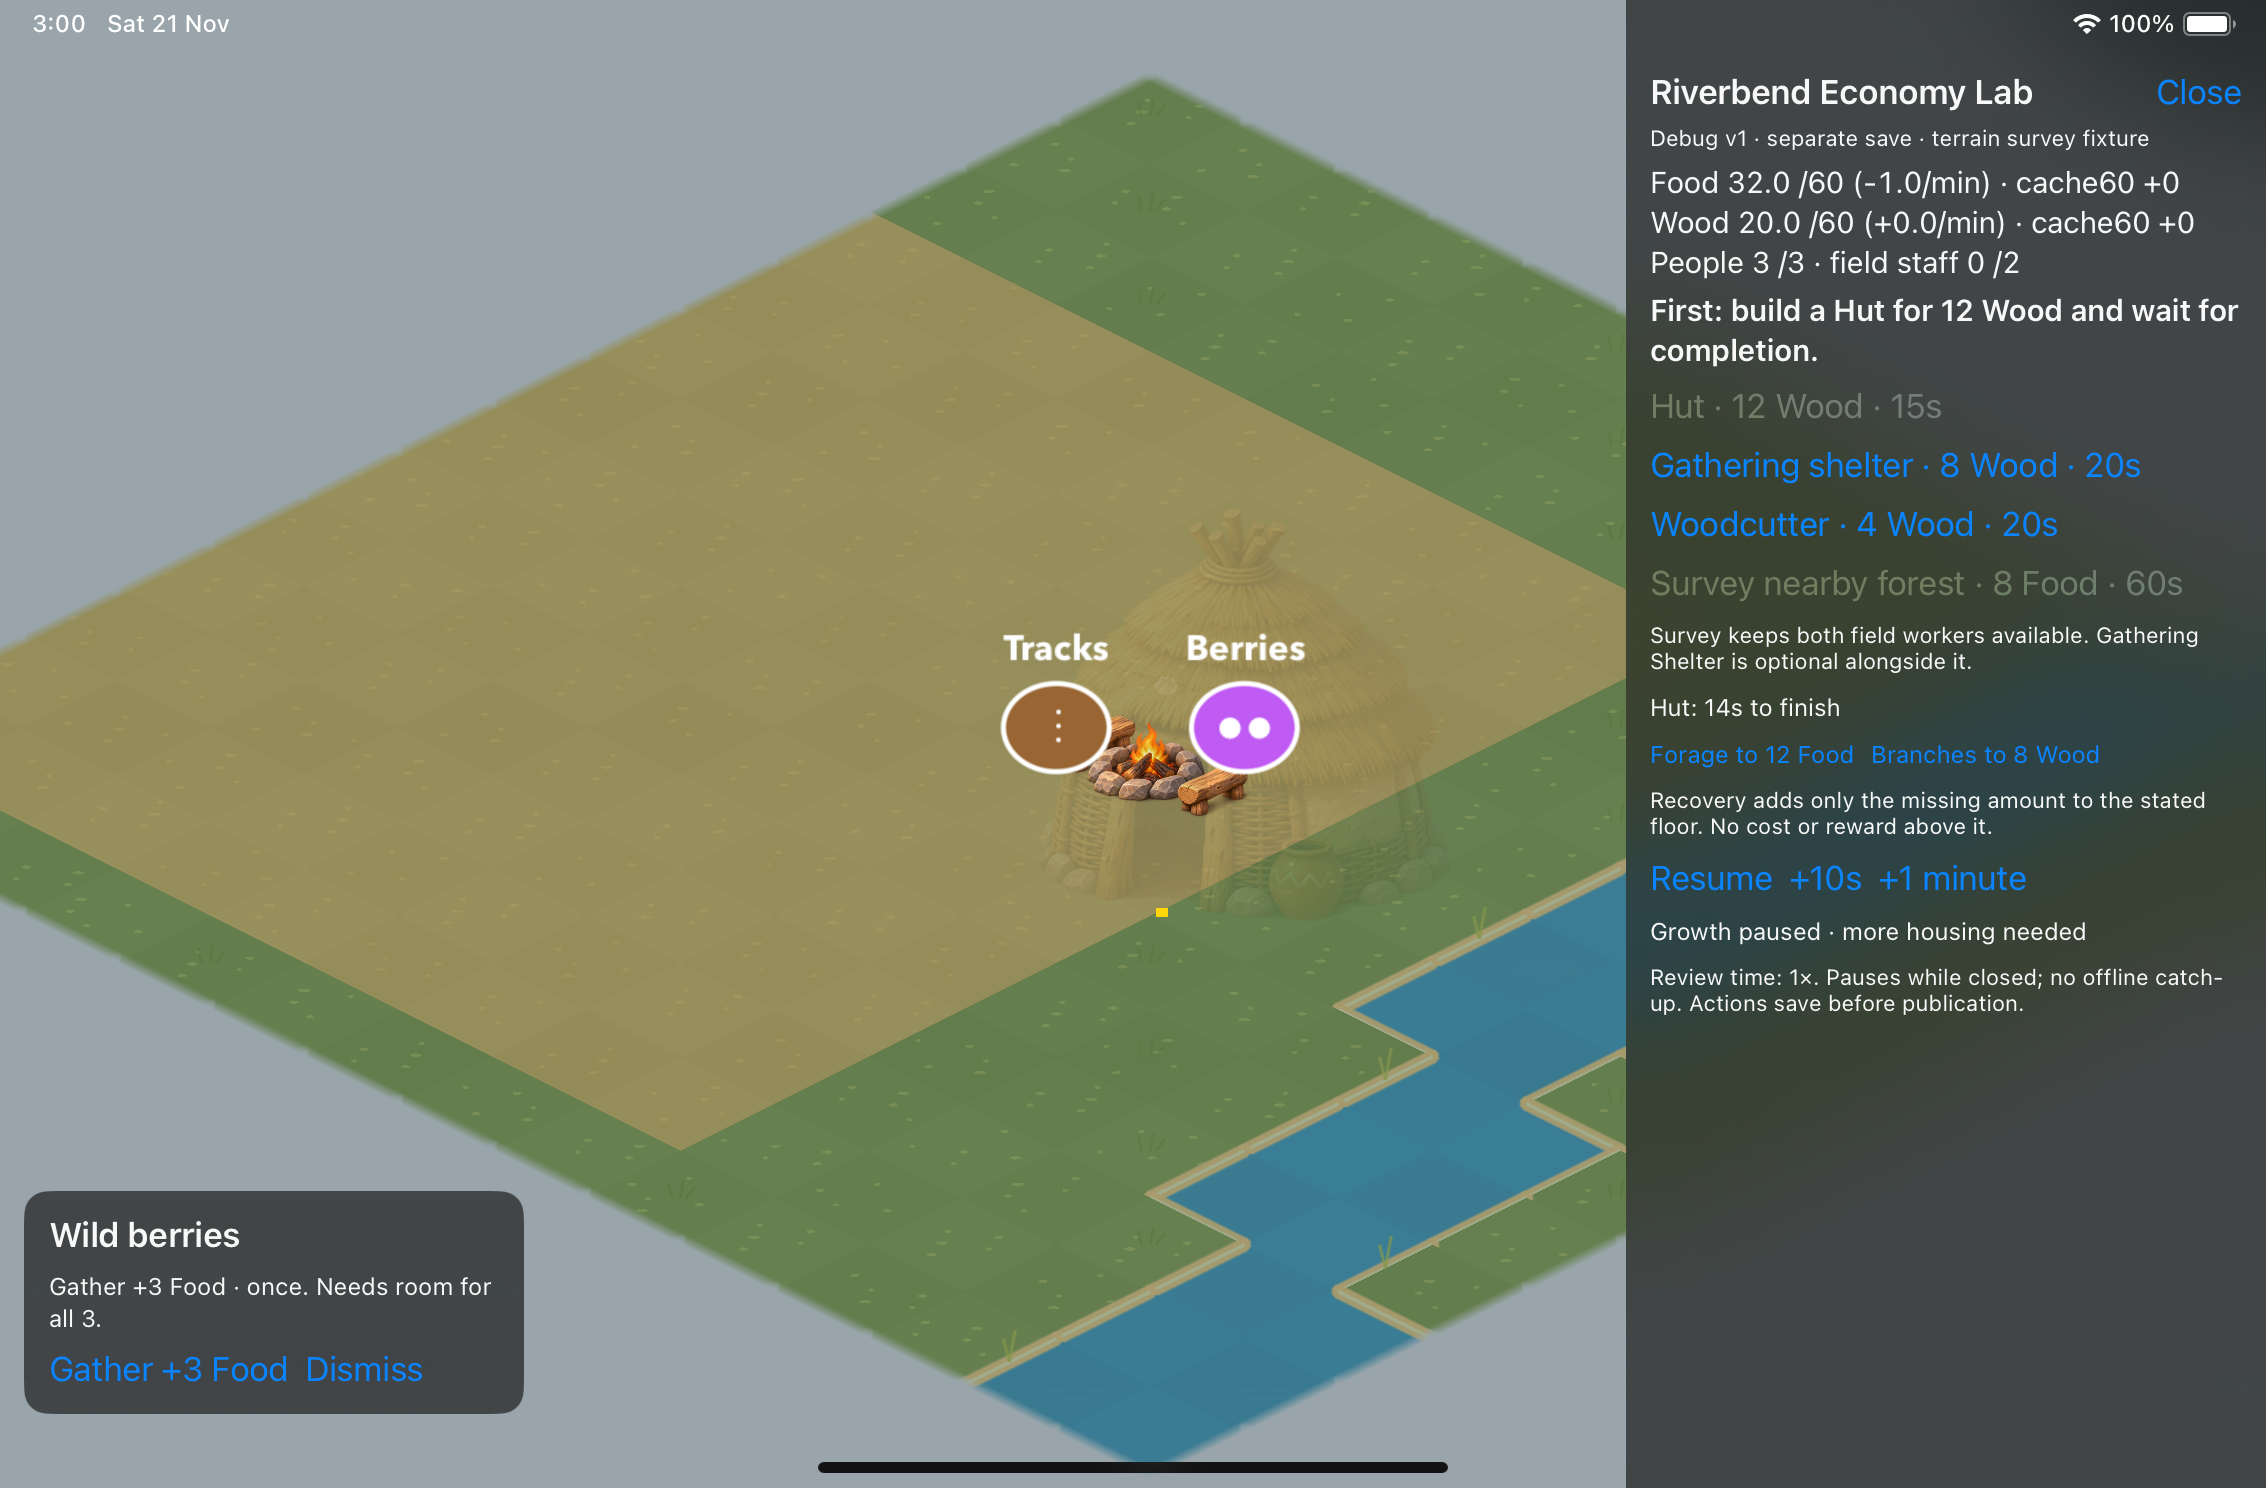 3:00 Sat 21 Nov
100%
Riverbend Economy Lab Close
Debug v1 · separate save · terrain survey fixture
Food 32.0 /60 (-1.0/min) · cache60 +0
Wood 20.0 /60 (+0.0/min) · cache60 +0
People 3 /3 · field staff 0 /2
First: build a Hut for 12 Wood and wait for
completion.
Hut · 12 Wood · 15s
Gathering shelter · 8 Wood · 20s
Woodcutter · 4 Wood · 20s
Survey nearby forest · 8 Food · 60s
Survey keeps both field workers available. Gathering
Shelter is optional alongside it.
Hut: 14s to finish
Forage to 12 Food Branches to 8 Wood
Recovery adds only the missing amount to the stated
floor. No cost or reward above it.
Resume +10s +1 minute
Growth paused · more housing needed
Review time: 1×. Pauses while closed; no offline catch-
up. Actions save before publication.
Tracks Berries
Wild berries
Gather +3 Food · once. Needs room for
all 3.
Gather +3 Food Dismiss